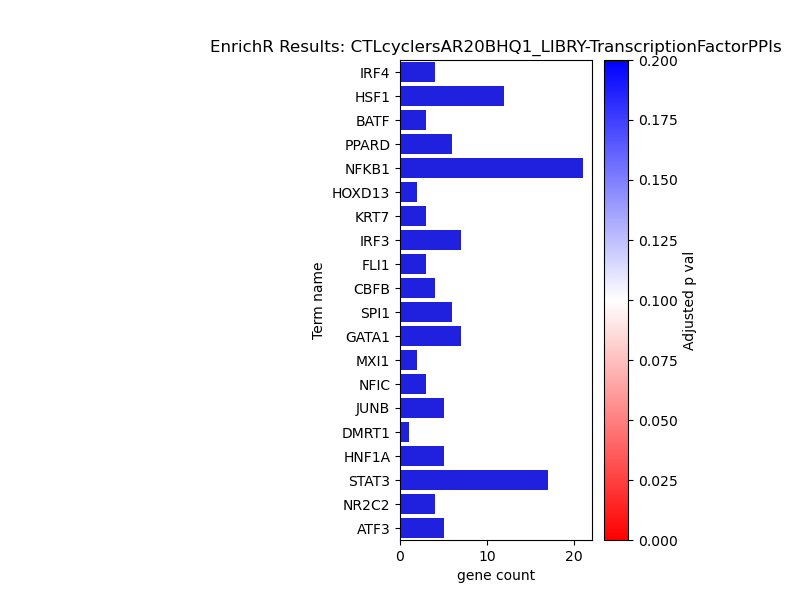 EnrichR Results: CTLcyclersAR20BHQ1_LIBRY-TranscriptionFactorPPIs
IRF4
HSF1
BATF
PPARD
NFKB1
HOXD13
KRT7
IRF3
FLI1
CBFB
SPI1
GATA1
MXI1
NFIC
JUNB
DMRT1
HNF1A
STAT3
NR2C2
ATF3
Term name
0 10 20
gene count
0.200
0.175
0.150
0.125
0.100
0.075
0.050
0.025
0.000
Adjusted p val